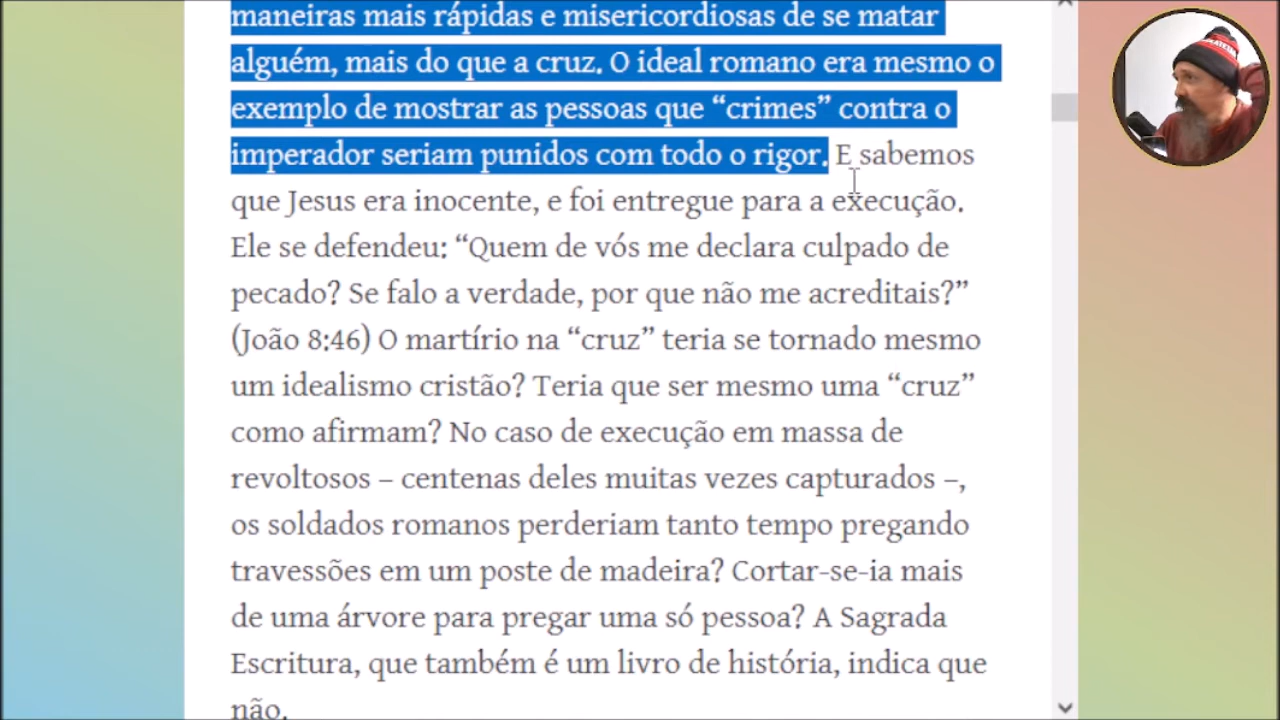 maneiras mais rápidas e misericordiosas de se matar
alguém, mais do que a cruz. O ideal romano era mesmo o
exemplo de mostrar as pessoas que “crimes” contra o
imperador seriam punidos com todo o rigor. E sabemos
que Jesus era inocente, e foi entregue para a execução.
Ele se defendeu: “Quem de vós me declara culpado de
pecado? Se falo a verdade, por que não me acreditais?”
(João 8:46) O martírio na “cruz” teria se tornado mesmo
um idealismo cristão? Teria que ser mesmo uma “cruz”
como afirmam? No caso de execução em massa de
revoltosos – centenas deles muitas vezes capturados –,
os soldados romanos perderiam tanto tempo pregando
travessões em um poste de madeira? Cortar-se-ia mais
de uma árvore para pregar uma só pessoa? A Sagrada
Escritura, que também é um livro de história, indica que
não.